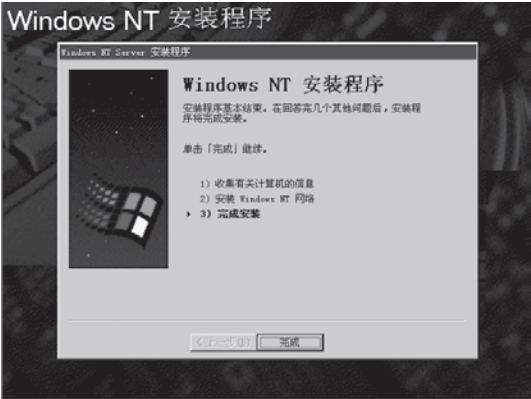 Windows NT 安装程序
Windows NT Server 安装程序
Windows NT 安装程序
安装程序基本结束。在回答完几个其他问题后，安装程
序将完成安装。
单击「完成」继续。
1) 收集有关计算机的信息
2) 安装 Windows NT 网络
3) 完成安装
< 上一步(B)
完成